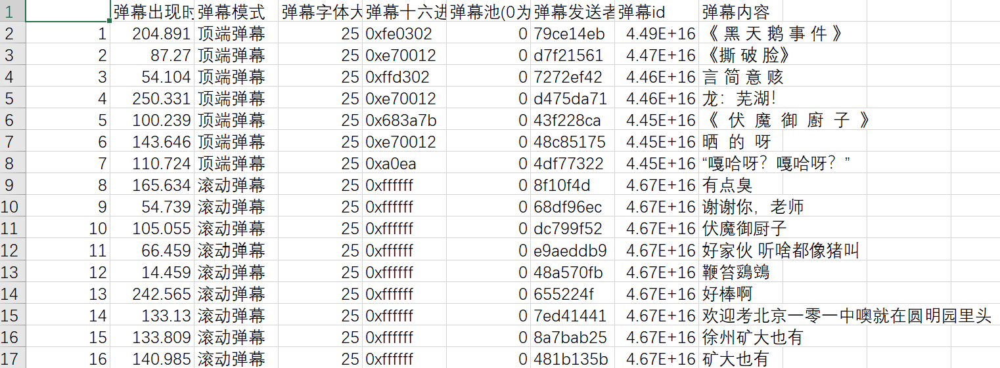 1 弹幕出现时 弹幕模式 弹幕字体大 弹幕十六进 弹幕池(0为 弹幕发送者 弹幕id 弹幕内容
2 1 204.891 顶端弹幕 25 0xfe0302 0 79ce14eb 4.49E+16 《 黑 天 鹅 事 件 》
3 2 87.27 顶端弹幕 25 0xe70012 0 d7f21561 4.47E+16 《撕 破 脸》
4 3 54.104 顶端弹幕 25 0xffd302 0 7272ef42 4.46E+16 言 简 意 赅
5 4 250.331 顶端弹幕 25 0xe70012 0 d475da71 4.46E+16 龙：芜湖！
6 5 100.239 顶端弹幕 25 0x683a7b 0 43f228ca 4.45E+16 《 伏 魔 御 廚 子 》
7 6 143.646 顶端弹幕 25 0xe70012 0 48c85175 4.45E+16 晒 的 呀
8 7 110.724 顶端弹幕 25 0xa0ea 0 4df77322 4.45E+16 “嘎哈呀？嘎哈呀？”
9 8 165.634 滚动弹幕 25 0xffffff 0 8f10f4d 4.67E+16 有点臭
10 9 54.739 滚动弹幕 25 0xffffff 0 68df96ec 4.67E+16 谢谢你，老师
11 10 105.055 滚动弹幕 25 0xffffff 0 dc799f52 4.67E+16 伏魔御厨子
12 11 66.459 滚动弹幕 25 0xffffff 0 e9aeddb9 4.67E+16 好家伙 听啥都像猪叫
13 12 14.459 滚动弹幕 25 0xffffff 0 48a570fb 4.67E+16 鞭笞鵎鵼
14 13 242.565 滚动弹幕 25 0xffffff 0 655224f 4.67E+16 好棒啊
15 14 133.13 滚动弹幕 25 0xffffff 0 7ed41441 4.67E+16 欢迎考北京一零一中噢就在圆明园里头
16 15 133.809 滚动弹幕 25 0xffffff 0 8a7bab25 4.67E+16 徐州矿大也有
17 16 140.985 滚动弹幕 25 0xffffff 0 481b135b 4.67E+16 矿大也有